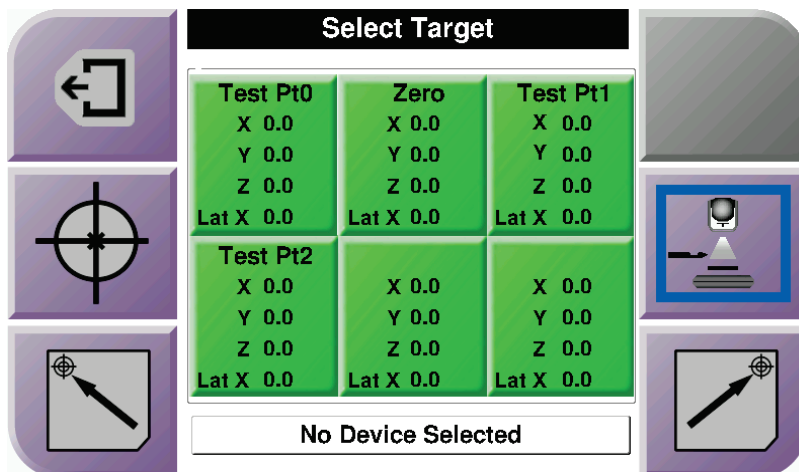 Select Target
Test Pt0 Zero Test Pt1
X 0.0 X 0.0 X 0.0
Y 0.0 Y 0.0 Y 0.0
Z 0.0 Z 0.0 Z 0.0
Lat X 0.0 Lat X 0.0 Lat X 0.0
Test Pt2
X 0.0 X 0.0 X 0.0
Y 0.0 Y 0.0 Y 0.0
Z 0.0 Z 0.0 Z 0.0
Lat X 0.0 Lat X 0.0 Lat X 0.0
No Device Selected